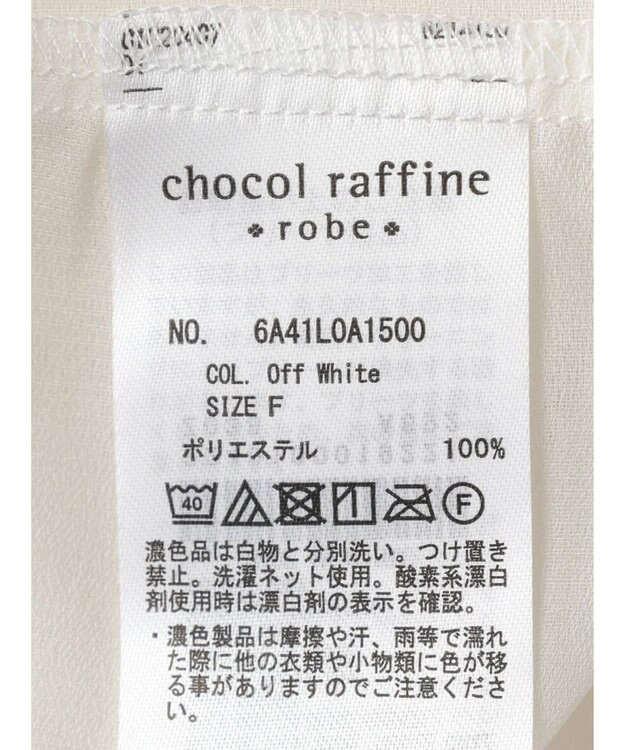 chocol raffine
robe
NO. 6A41L0A1500
COL. Off White
SIZE F
ポリエステル 100%
40 F
濃色品は白物と分別洗い。つけ置き
禁止。洗濯ネット使用。酸素系漂白
剤使用時は漂白剤の表示を確認。
・濃色製品は摩擦や汗、雨等で濡れ
た際に他の衣類や小物類に色が移
る事がありますのでご注意くださ
い。